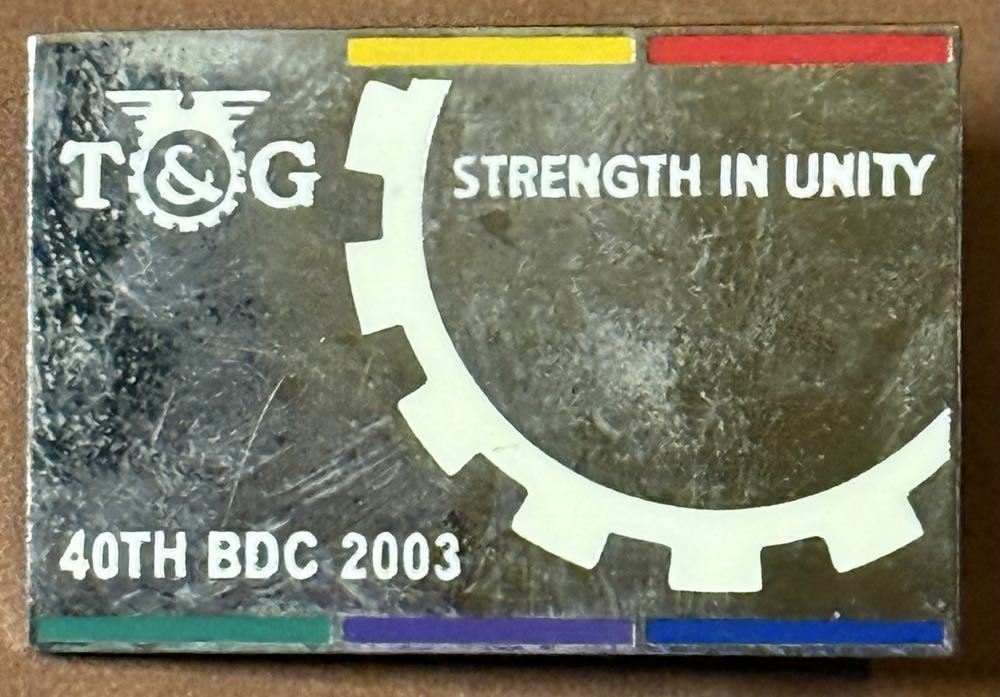 T&G
STRENGTH IN UNITY
40TH BDC 2003